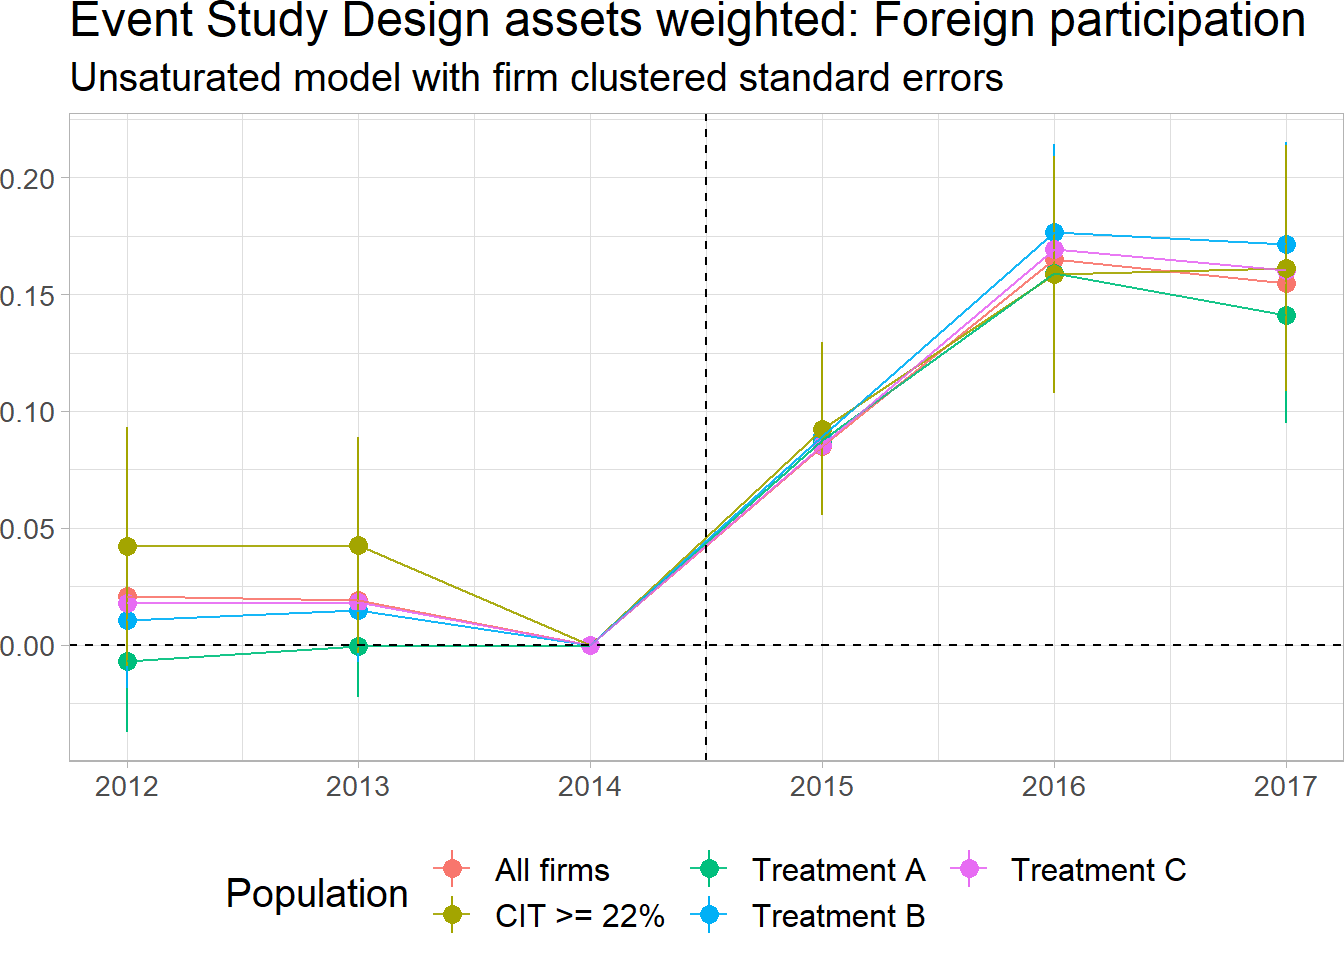 Event Study Design assets weighted: Foreign participation
Unsaturated model with firm clustered standard errors
0.20
0.15
0.10
0.05
0.00
2012 2013 2014 2015 2016 2017
Population
All firms Treatment A Treatment C
CIT >= 22% Treatment B